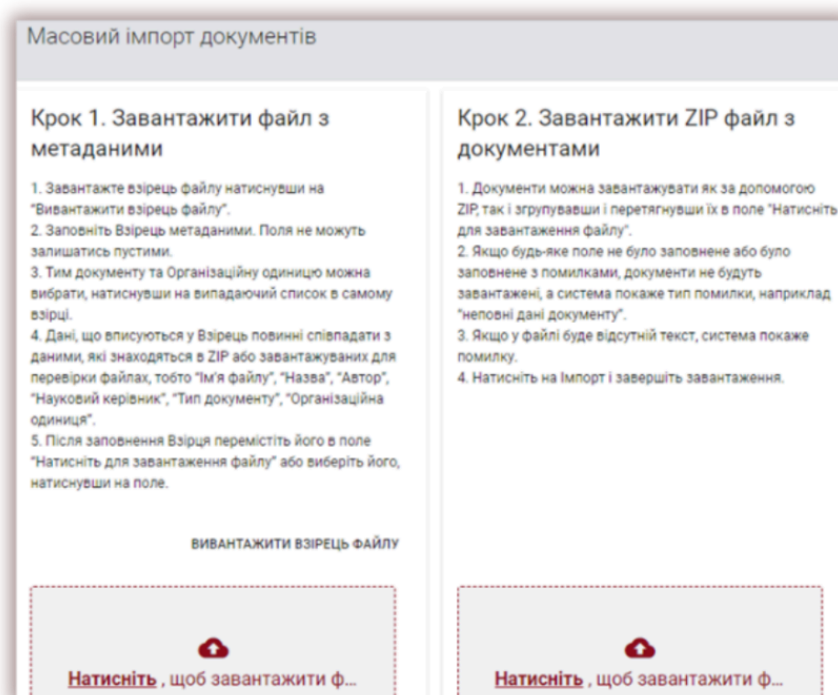 Масовий імпорт документів
Крок 1. Завантажити файл з
метаданими
1. Завантажте взірець файлу натиснувши на
"Вивантажити взірець файлу".
2. Заповніть Взірець метаданими. Поля не можуть
залишатись пустими.
3. Тим документу та Організаційну одиницю можна
вибрати, натиснувши на випадаючий список в самому
взірці.
4. Дані, що вписуються у Взірець повинні співпадати з
даними, які знаходяться в ZIP або завантажуваних для
перевірки файлах, тобто "Ім'я файлу", "Назва", "Автор",
"Науковий керівник", "Тип документу", "Організаційна
одиниця".
5. Після заповнення Взірця перемістіть його в поле
"Натисніть для завантаження файлу" або виберіть його,
натиснувши на поле.
ВИВАНТАЖИТИ ВЗІРЕЦЬ ФАЙЛУ
Натисніть , щоб завантажити ф...
Крок 2. Завантажити ZIP файл з
документами
1. Документи можна завантажувати як за допомогою
ZIP, так і згрупувавши і перетягнувши їх в поле "Натисніть
для завантаження файлу".
2. Якщо будь-яке поле не було заповнене або було
заповнене з помилками, документи не будуть
завантажені, а система покаже тип помилки, наприклад
"неповні дані документу".
3. Якщо у файлі буде відсутній текст, система покаже
помилку.
4. Натисніть на Імпорт і завершіть завантаження.
Натисніть , щоб завантажити ф...